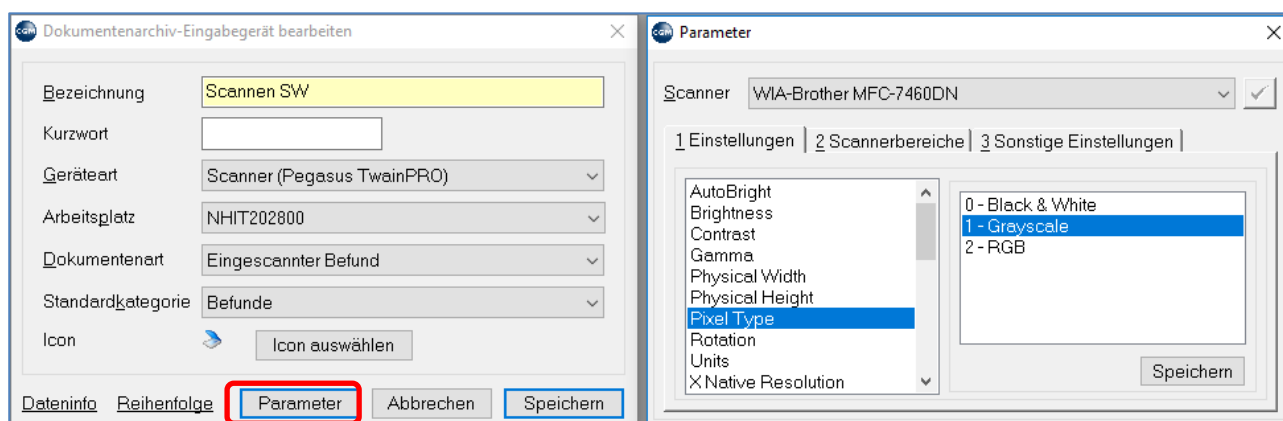 CGM Dokumentenarchiv-Eingabegerät bearbeiten
Bezeichnung Scannen SW
Kurzwort
Geräteart Scanner (Pegasus TwainPRO)
Arbeitsplatz NHIT202800
Dokumentenart Eingescannter Befund
Standardkategorie Befunde
Icon Icon auswählen
Dateninfo Reihenfolge Parameter Abbrechen Speichern
CGM Parameter
Scanner WIA-Brother MFC-7460DN
1 Einstellungen 2 Scannerbereiche 3 Sonstige Einstellungen
AutoBright
Brightness
Contrast
Gamma
Physical Width
Physical Height
Pixel Type
Rotation
Units
X Native Resolution
0 - Black & White
1 - Grayscale
2 - RGB
Speichern